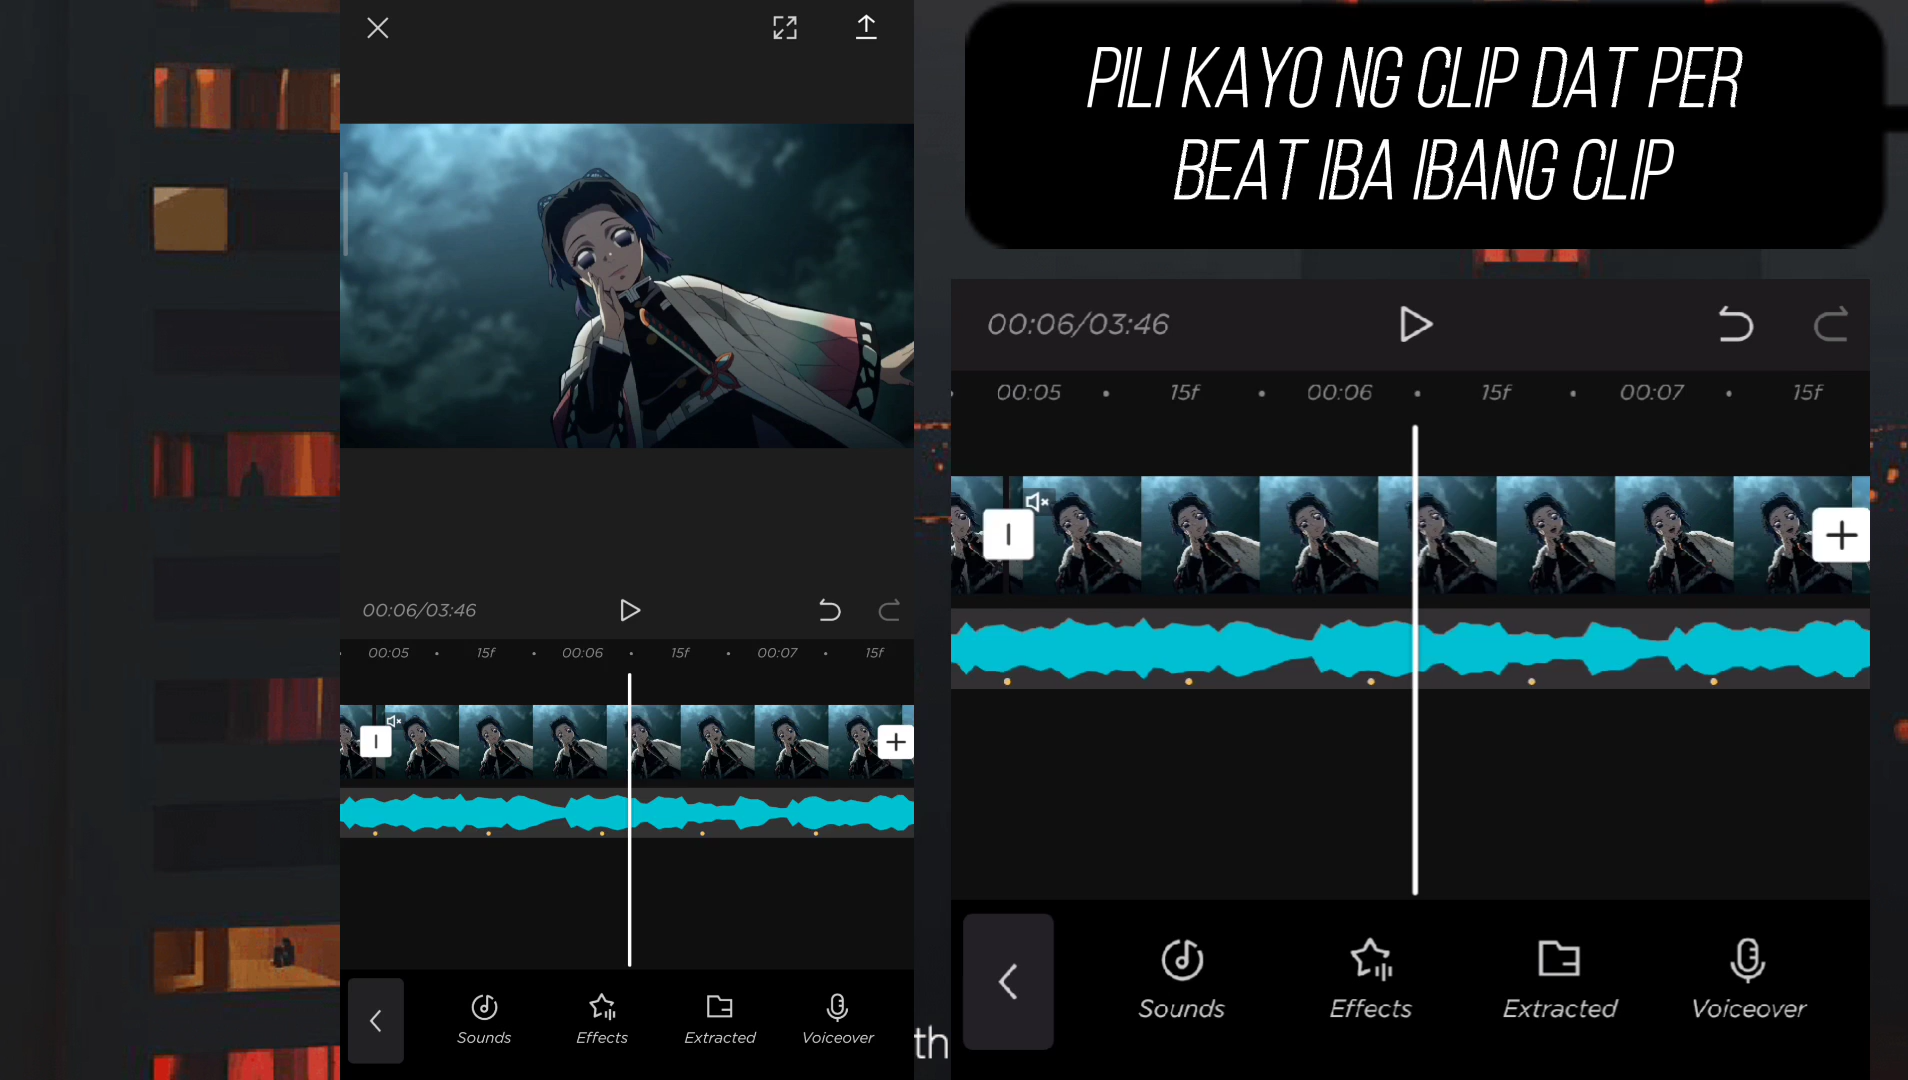 PILI KAYO NG CLIP DAT PER
BEAT IBA IBANG CLIP
00:06/03:46
00:05 15f 00:06 15f 00:07 15f
Sounds Effects Extracted Voiceover
th
00:06/03:46
00:05 15f 00:06 15f 00:07 15f
Sounds Effects Extracted Voiceover